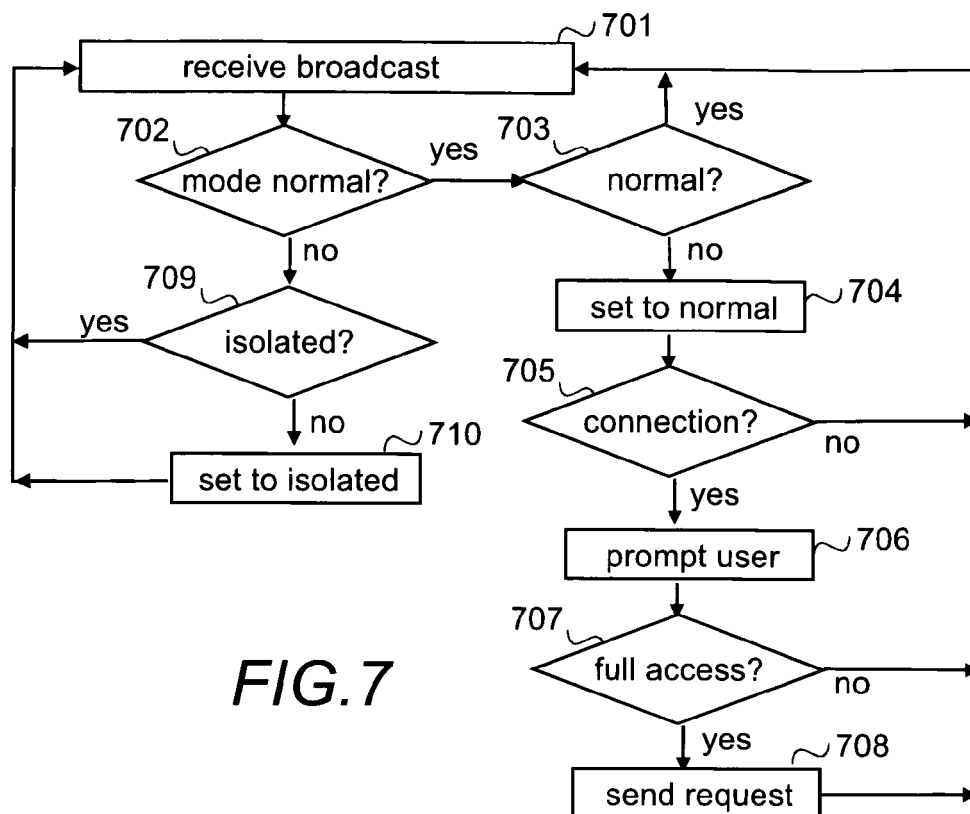 701
receive broadcast
702
mode normal?
yes
703
normal?
yes
no
no
709
isolated?
yes
set to normal
704
no
710
set to isolated
705
connection?
no
yes
prompt user
706
707
full access?
no
yes
708
send request
FIG.7